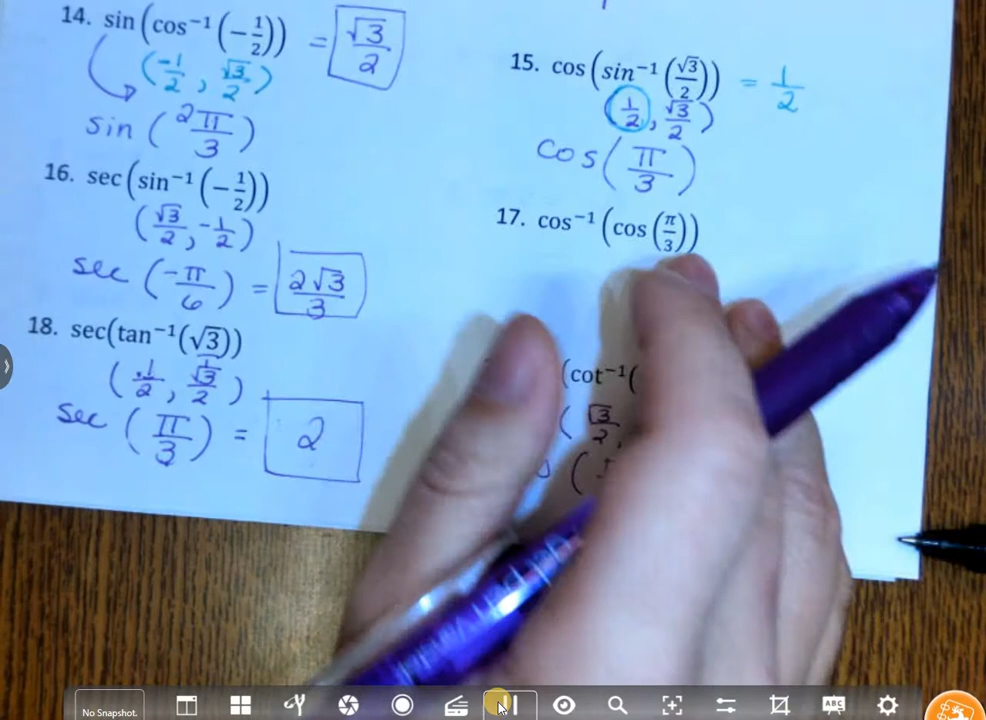 14. sin(cos⁻¹(-1/2)) = √3/2
(-1/2, √3/2)
sin(2π/3)
15. cos(sin⁻¹(√3/2)) = 1/2
(1/2, √3/2)
cos(π/3)
16. sec(sin⁻¹(-1/2))
(√3/2, -1/2)
sec(-π/6) = 2√3/3
17. cos⁻¹(cos(π/3))
18. sec(tan⁻¹(√3))
(1/2, √3/2)
sec(π/3) = 2
(cot⁻¹(
(√3/2,
No Snapshot.
ABC